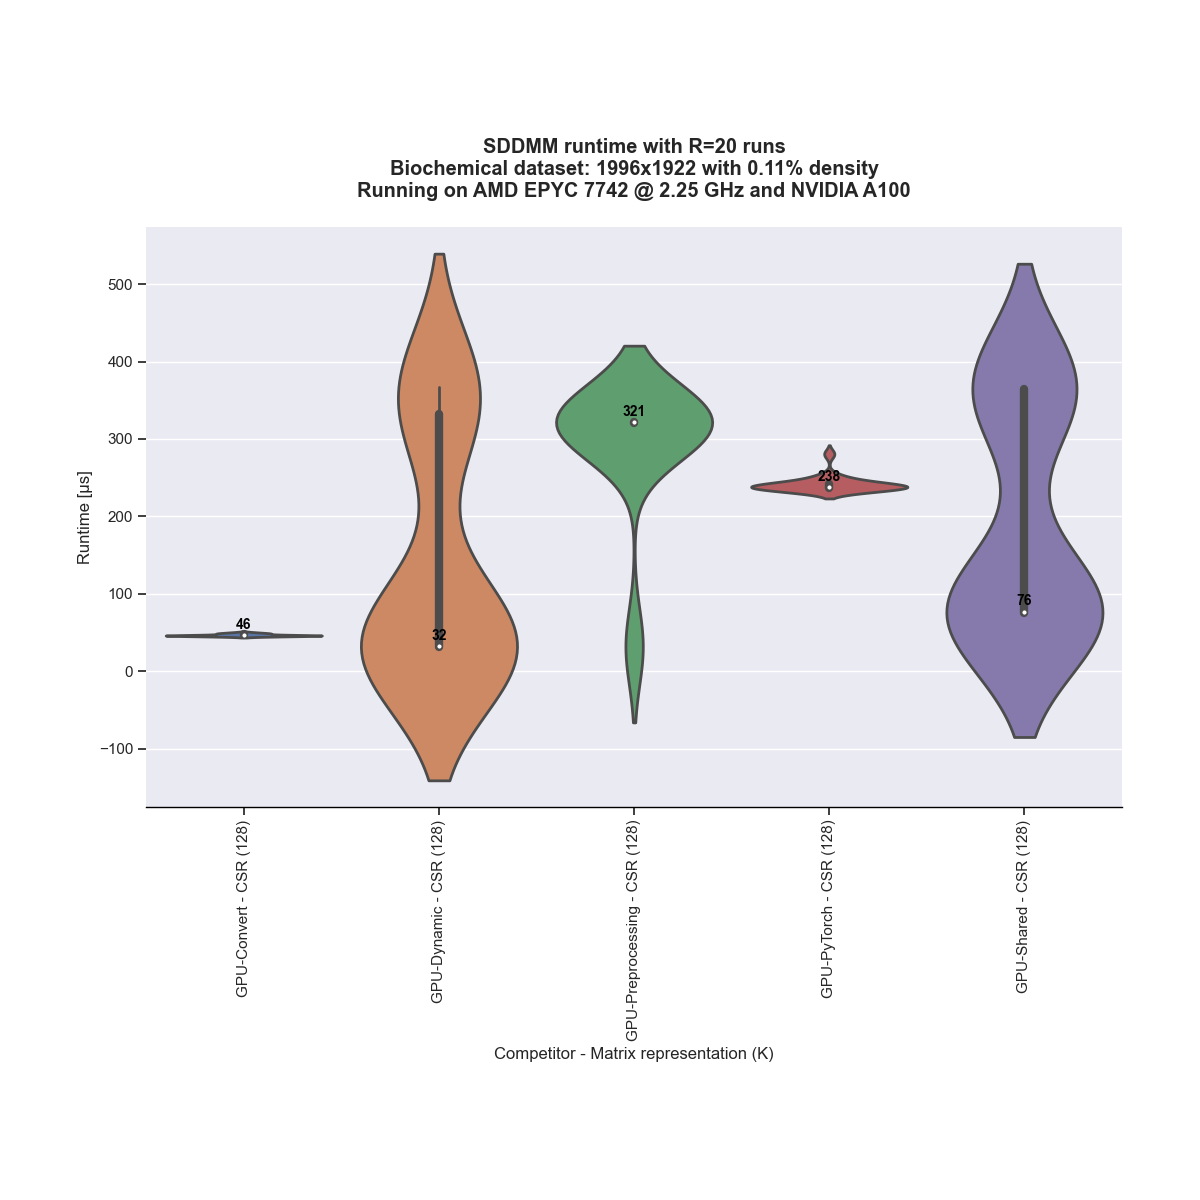 SDDMM runtime with R=20 runs
Biochemical dataset: 1996x1922 with 0.11% density
Running on AMD EPYC 7742 @ 2.25 GHz and NVIDIA A100
Runtime [µs]
500
400
300
200
100
0
−100
46
32
321
238
76
GPU-Convert - CSR (128)
GPU-Dynamic - CSR (128)
GPU-Preprocessing - CSR (128)
GPU-PyTorch - CSR (128)
GPU-Shared - CSR (128)
Competitor - Matrix representation (K)